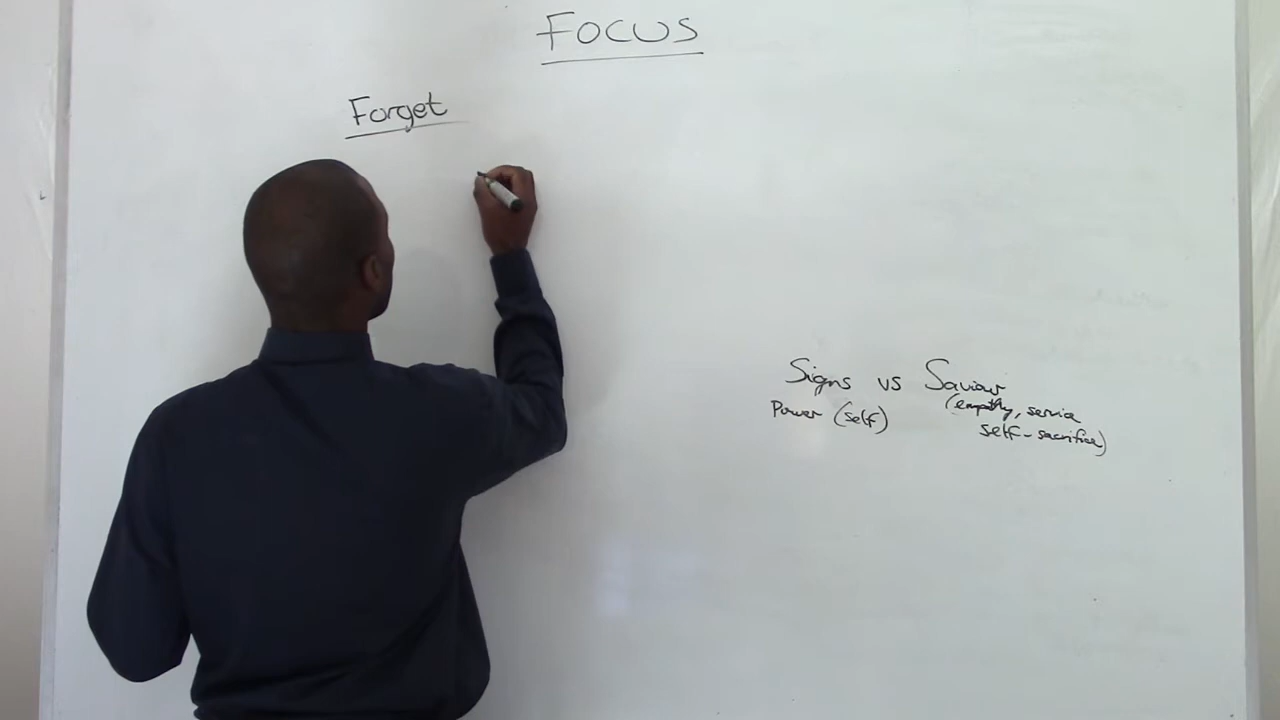 FOCUS
Forget
Signs vs Saviour
Power (self) (empathy, service
self-sacrifice)